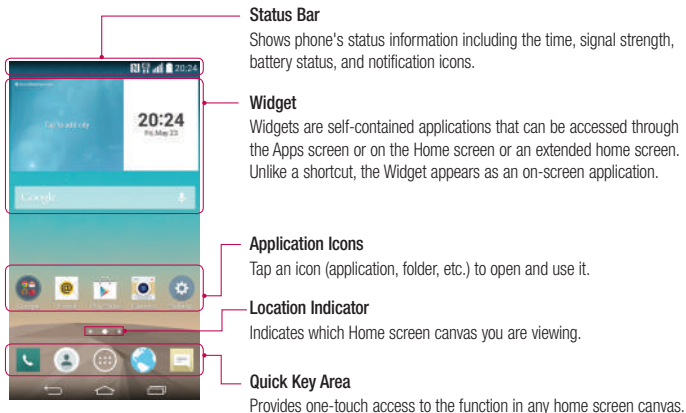 Status Bar
Shows phone's status information including the time, signal strength,
battery status, and notification icons.
20:24
Widget
Widgets are self-contained applications that can be accessed through
the Apps screen or on the Home screen or an extended home screen.
Unlike a shortcut, the Widget appears as an on-screen application.
Tap to add city
20:24
Fri, May 23
Google
Application Icons
Tap an icon (application, folder, etc.) to open and use it.
Location Indicator
Indicates which Home screen canvas you are viewing.
Quick Key Area
Provides one-touch access to the function in any home screen canvas.